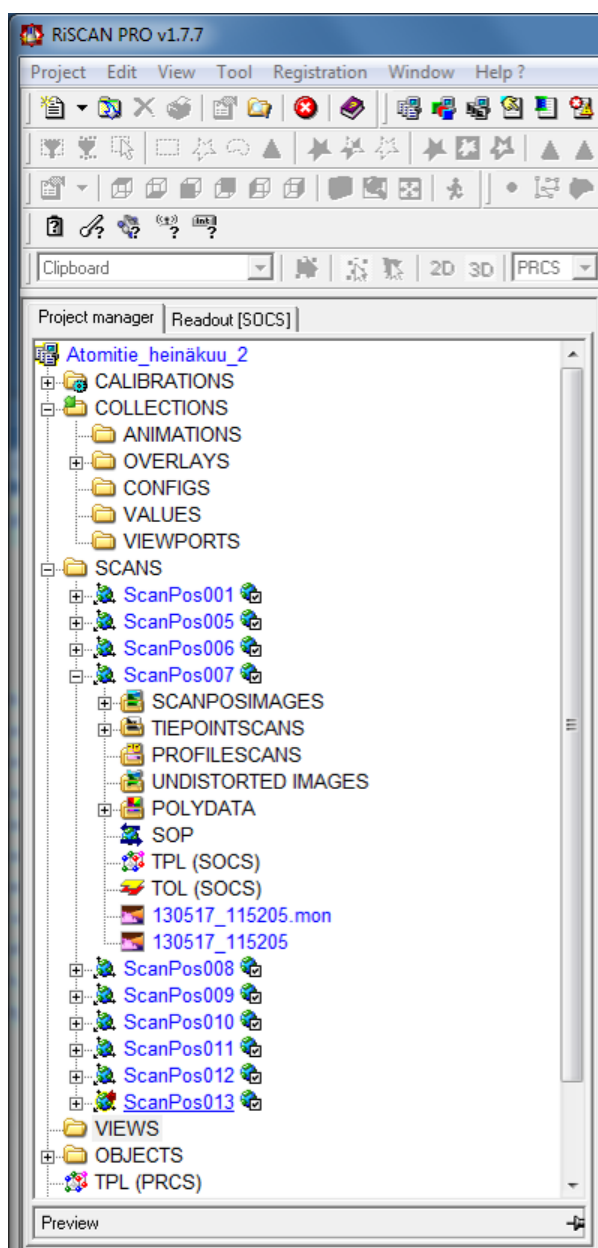 RiSCAN PRO v1.7.7
Project Edit View Tool Registration Window Help ?
Clipboard 2D 3D PRCS
Project manager Readout [SOCS]
Atomitie_heinäkuu_2
CALIBRATIONS
COLLECTIONS
ANIMATIONS
OVERLAYS
CONFIGS
VALUES
VIEWPORTS
SCANS
ScanPos001
ScanPos005
ScanPos006
ScanPos007
SCANPOSIMAGES
TIEPOINTSCANS
PROFILESCANS
UNDISTORTED IMAGES
POLYDATA
SOP
TPL (SOCS)
TOL (SOCS)
130517_115205.mon
130517_115205
ScanPos008
ScanPos009
ScanPos010
ScanPos011
ScanPos012
ScanPos013
VIEWS
OBJECTS
TPL (PRCS)
Preview